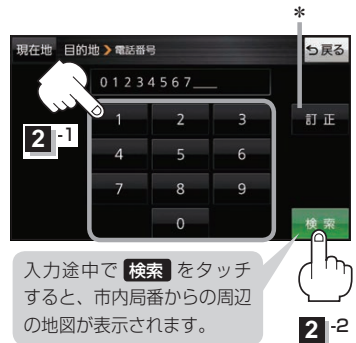 *
現在地 目的地 > 電話番号 戻る
01234567___
2-1
1 2 3 訂正
4 5 6
7 8 9
0 検索
入力途中で 検索 をタッチ
すると、市内局番からの周辺
の地図が表示されます。
2-2